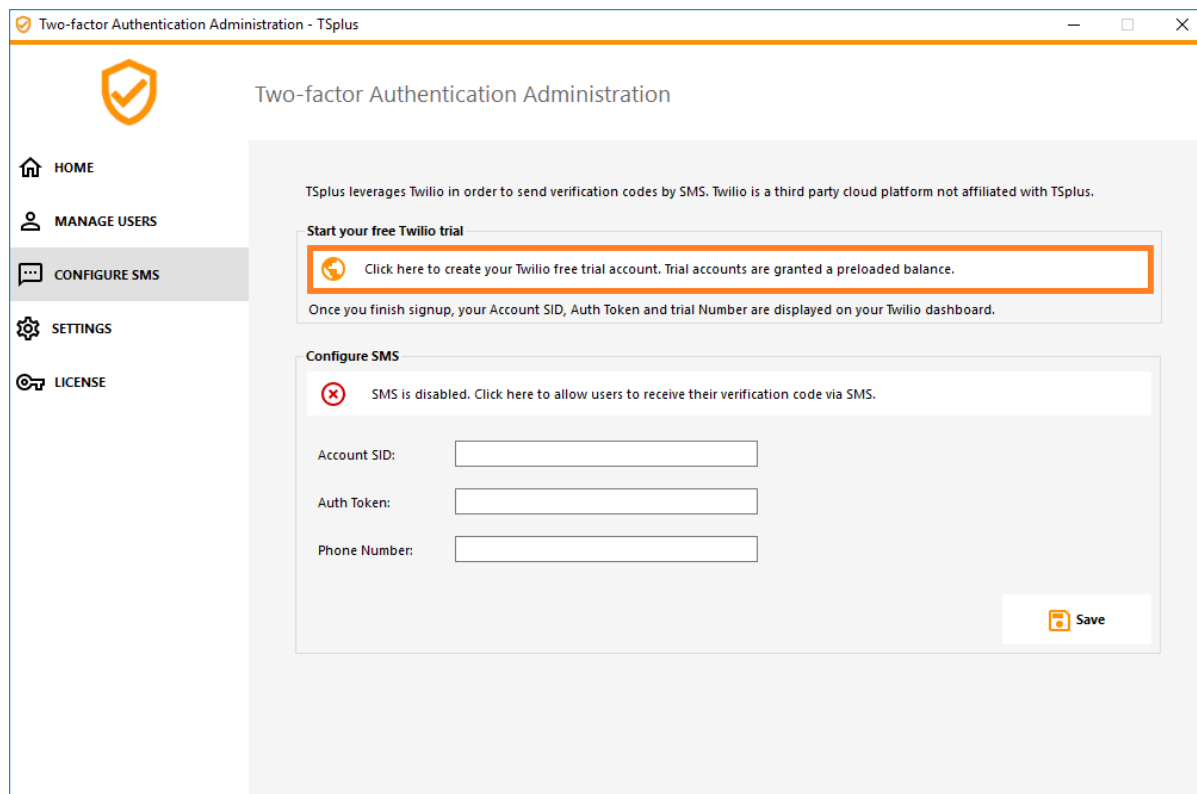 Two-factor Authentication Administration - TSplus
Two-factor Authentication Administration
HOME
MANAGE USERS
CONFIGURE SMS
SETTINGS
LICENSE
TSplus leverages Twilio in order to send verification codes by SMS. Twilio is a third party cloud platform not affiliated with TSplus.
Start your free Twilio trial
Click here to create your Twilio free trial account. Trial accounts are granted a preloaded balance.
Once you finish signup, your Account SID, Auth Token and trial Number are displayed on your Twilio dashboard.
Configure SMS
SMS is disabled. Click here to allow users to receive their verification code via SMS.
Account SID:
Auth Token:
Phone Number:
Save